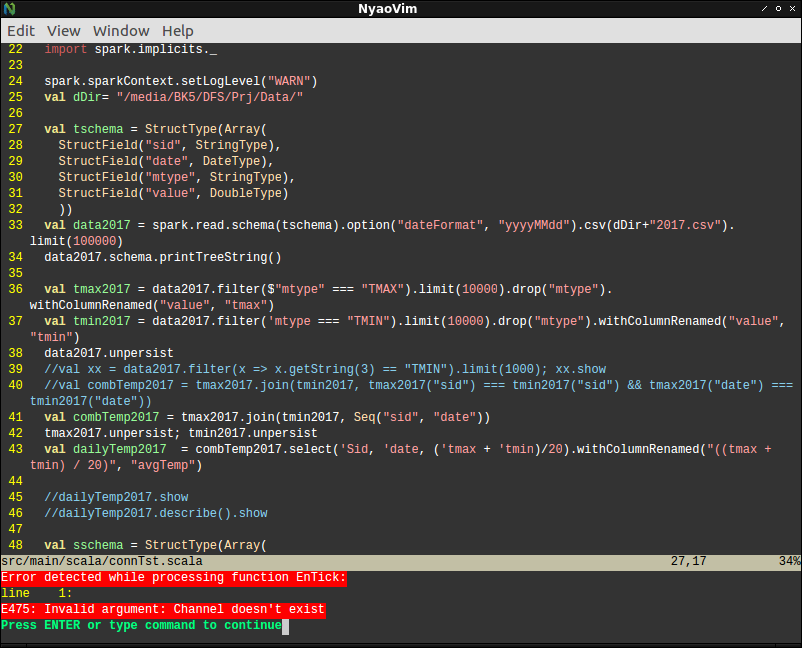 NyaoVim
Edit View Window Help
22 import spark.implicits._
23
24 spark.sparkContext.setLogLevel("WARN")
25 val dDir= "/media/BK5/DFS/Prj/Data/"
26
27 val tschema = StructType(Array(
28 StructField("sid", StringType),
29 StructField("date", DateType),
30 StructField("mtype", StringType),
31 StructField("value", DoubleType)
32 ))
33 val data2017 = spark.read.schema(tschema).option("dateFormat", "yyyyMMdd").csv(dDir+"2017.csv").
limit(100000)
34 data2017.schema.printTreeString()
35
36 val tmax2017 = data2017.filter($"mtype" === "TMAX").limit(10000).drop("mtype").
withColumnRenamed("value", "tmax")
37 val tmin2017 = data2017.filter('mtype === "TMIN").limit(10000).drop("mtype").withColumnRenamed("value",
"tmin")
38 data2017.unpersist
39 //val xx = data2017.filter(x => x.getString(3) == "TMIN").limit(1000); xx.show
40 //val combTemp2017 = tmax2017.join(tmin2017, tmax2017("sid") === tmin2017("sid") && tmax2017("date") ===
tmin2017("date"))
41 val combTemp2017 = tmax2017.join(tmin2017, Seq("sid", "date"))
42 tmax2017.unpersist; tmin2017.unpersist
43 val dailyTemp2017 = combTemp2017.select('Sid, 'date, ('tmax + 'tmin)/20).withColumnRenamed("((tmax +
tmin) / 20)", "avgTemp")
44
45 //dailyTemp2017.show
46 //dailyTemp2017.describe().show
47
48 val sschema = StructType(Array(
src/main/scala/connTst.scala 27,17 34%
Error detected while processing function EnTick:
line 1:
E475: Invalid argument: Channel doesn't exist
Press ENTER or type command to continue